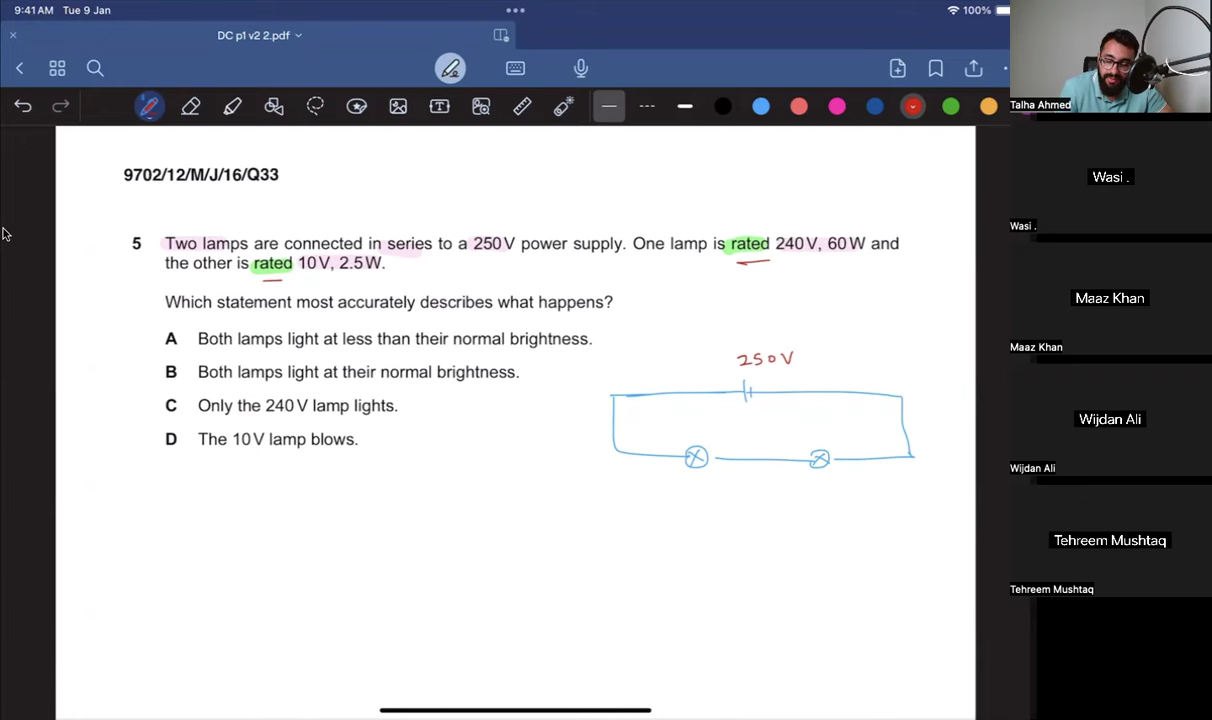 9:41 AM Tue 9 Jan
100%
DC p1 v2 2.pdf
Talha Ahmed
9702/12/M/J/16/Q33
5 Two lamps are connected in series to a 250 V power supply. One lamp is rated 240 V, 60 W and
the other is rated 10 V, 2.5 W.
Which statement most accurately describes what happens?
A Both lamps light at less than their normal brightness.
B Both lamps light at their normal brightness.
C Only the 240 V lamp lights.
D The 10 V lamp blows.
250V
Wasi .
Wasi .
Maaz Khan
Maaz Khan
Wijdan Ali
Wijdan Ali
Tehreem Mushtaq
Tehreem Mushtaq